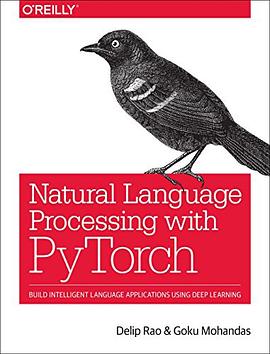 O'REILLY®
Natural Language
Processing with
PyTorch
BUILD INTELLIGENT LANGUAGE APPLICATIONS USING DEEP LEARNING
Delip Rao & Goku Mohandas